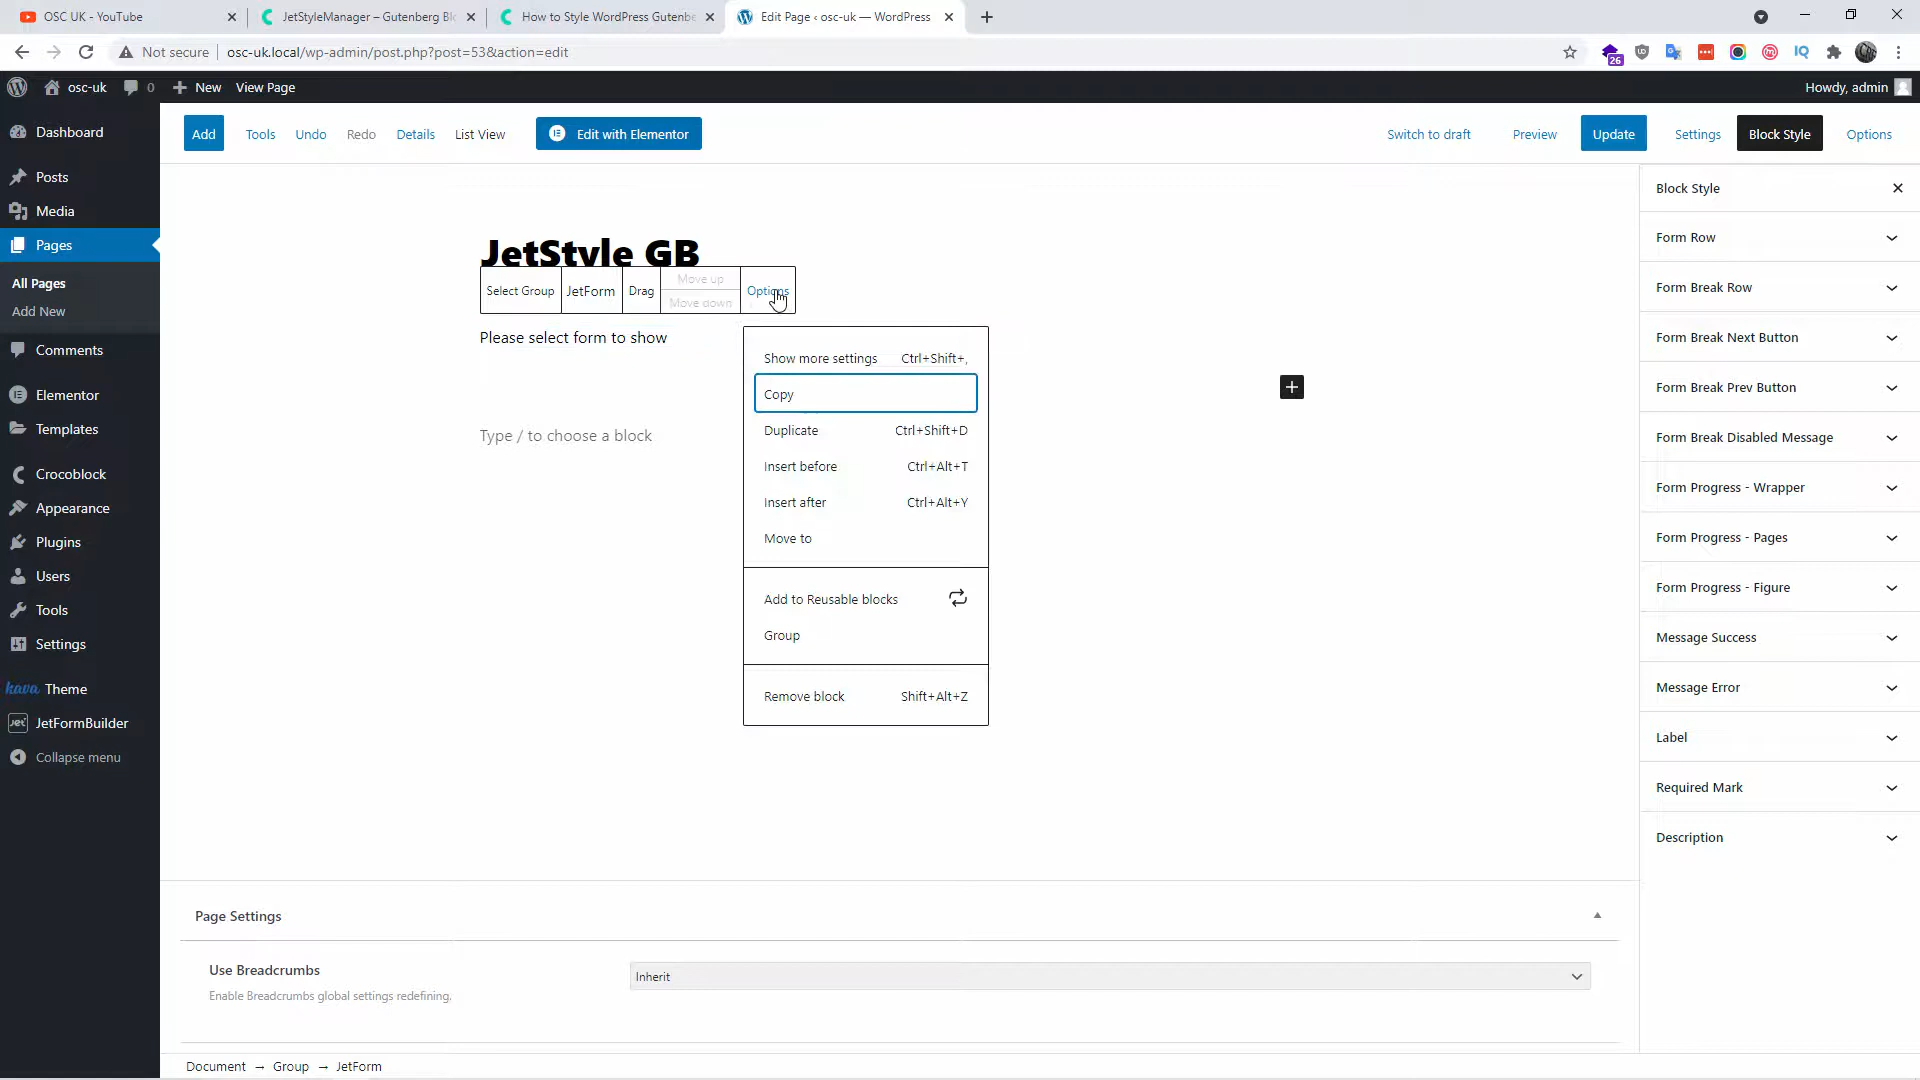 OSC UK - YouTube
JetStyleManager – Gutenberg Bl
How to Style WordPress Gutenbe
Edit Page ‹ osc-uk — WordPress
Not secure
osc-uk.local/wp-admin/post.php?post=53&action=edit
26
osc-uk
0
New
View Page
Howdy, admin
Dashboard
Posts
Media
Pages
All Pages
Add New
Comments
Elementor
Templates
Crocoblock
Appearance
Plugins
Users
Tools
Settings
kava Theme
JetFormBuilder
Collapse menu
Add
Tools
Undo
Redo
Details
List View
Edit with Elementor
Switch to draft
Preview
Update
Settings
Block Style
Options
JetStyle GB
Select Group
JetForm
Drag
Move up
Move down
Options
Please select form to show
Type / to choose a block
Show more settings Ctrl+Shift+,
Copy
Duplicate Ctrl+Shift+D
Insert before Ctrl+Alt+T
Insert after Ctrl+Alt+Y
Move to
Add to Reusable blocks
Group
Remove block Shift+Alt+Z
Block Style
Form Row
Form Break Row
Form Break Next Button
Form Break Prev Button
Form Break Disabled Message
Form Progress - Wrapper
Form Progress - Pages
Form Progress - Figure
Message Success
Message Error
Label
Required Mark
Description
Page Settings
Use Breadcrumbs
Enable Breadcrumbs global settings redefining.
Inherit
Document → Group → JetForm